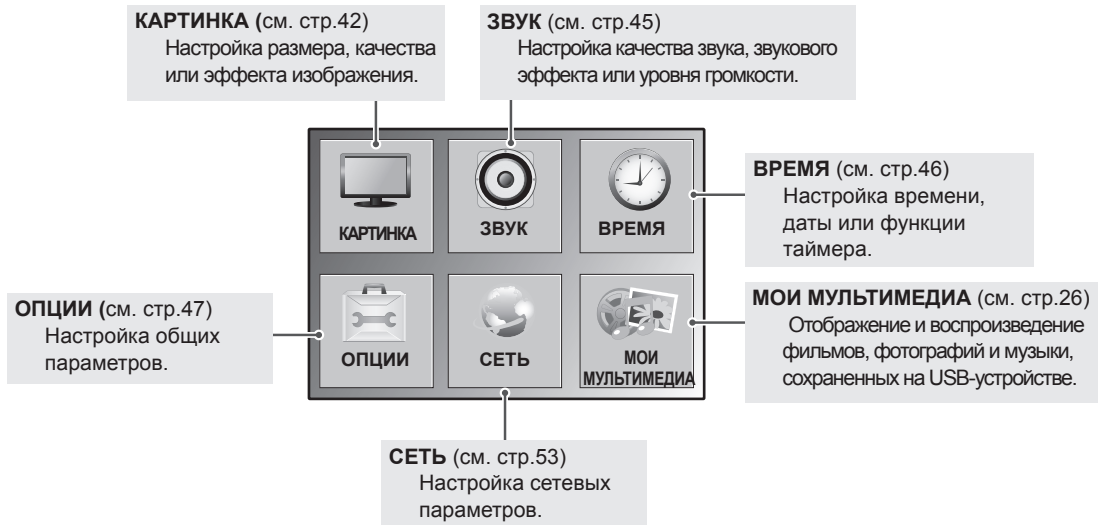 КАРТИНКА (см. стр.42)
Настройка размера, качества
или эффекта изображения.
ЗВУК (см. стр.45)
Настройка качества звука, звукового
эффекта или уровня громкости.
КАРТИНКА
ЗВУК
ВРЕМЯ
ВРЕМЯ (см. стр.46)
Настройка времени,
даты или функции
таймера.
ОПЦИИ (см. стр.47)
Настройка общих
параметров.
ОПЦИИ
СЕТЬ
МОИ
МУЛЬТИМЕДИА
МОИ МУЛЬТИМЕДИА (см. стр.26)
Отображение и воспроизведение
фильмов, фотографий и музыки,
сохраненных на USB-устройстве.
СЕТЬ (см. стр.53)
Настройка сетевых
параметров.